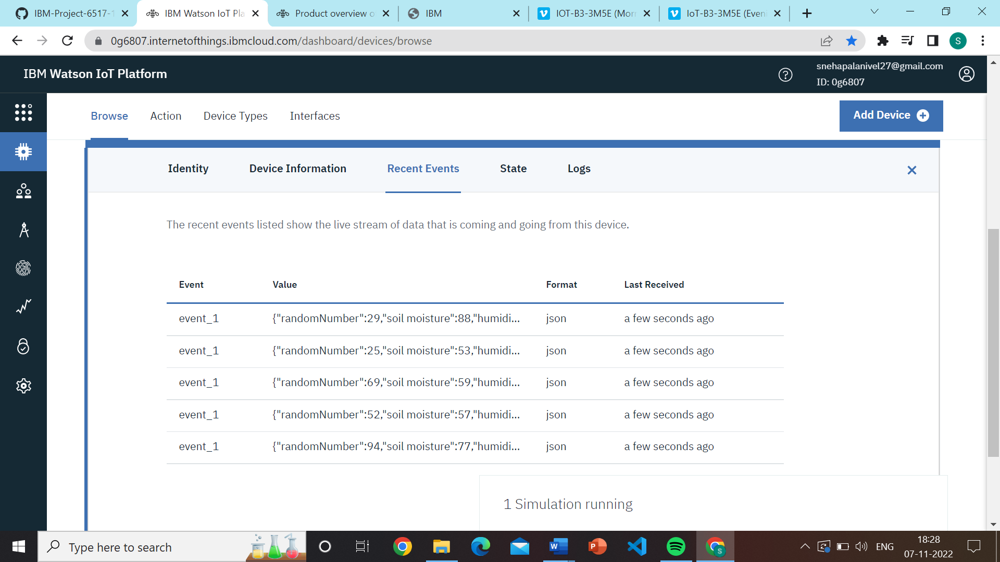 IBM-Project-6517-1
IBM Watson IoT Pla
Product overview o
IBM
IOT-B3-3M5E (Morn
IoT-B3-3M5E (Eveni
0g6807.internetofthings.ibmcloud.com/dashboard/devices/browse
S
IBM Watson IoT Platform
snehapalanivel27@gmail.com
ID: 0g6807
Browse
Action
Device Types
Interfaces
Add Device
Identity
Device Information
Recent Events
State
Logs
The recent events listed show the live stream of data that is coming and going from this device.
Event Value Format Last Received
event_1 {"randomNumber":29,"soil moisture":88,"humidi... json a few seconds ago
event_1 {"randomNumber":25,"soil moisture":53,"humidi... json a few seconds ago
event_1 {"randomNumber":69,"soil moisture":59,"humidi... json a few seconds ago
event_1 {"randomNumber":52,"soil moisture":57,"humidi... json a few seconds ago
event_1 {"randomNumber":94,"soil moisture":77,"humidi... json a few seconds ago
1 Simulation running
Type here to search
W
P
S
ENG
18:28
07-11-2022